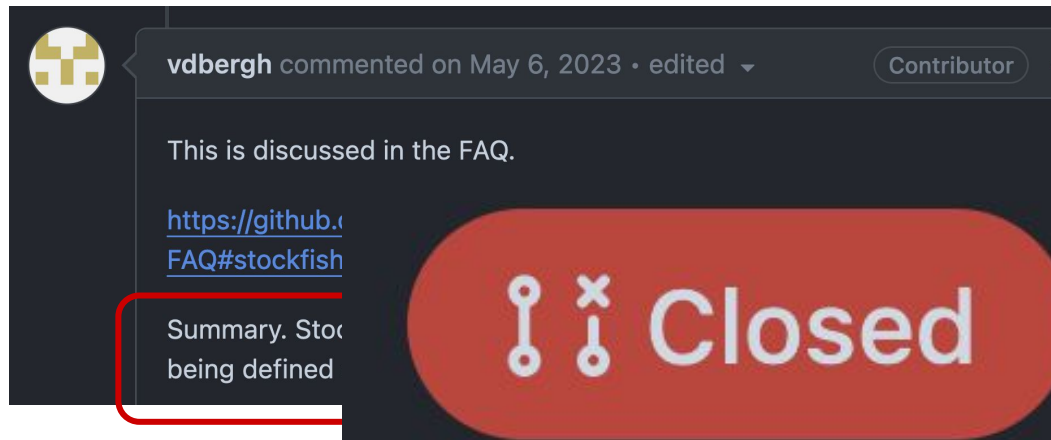 vdbergh commented on May 6, 2023 • edited
Contributor
This is discussed in the FAQ.
https://github.
FAQ#stockfish
Summary.
being defined
Closed